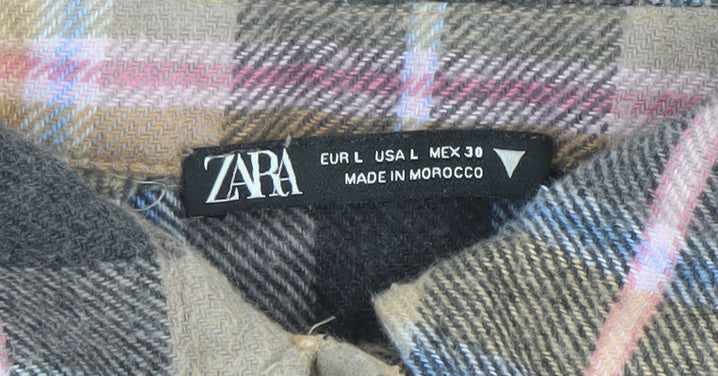 ZARA
EUR L USA L MEX 30
MADE IN MOROCCO